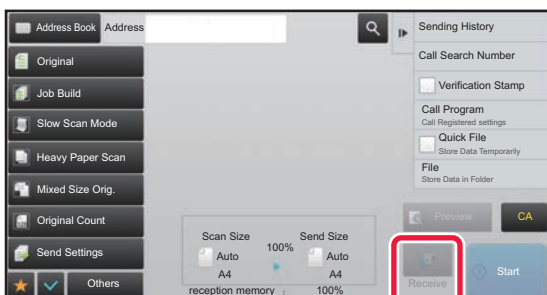 Address Book Address
Original
Job Build
Slow Scan Mode
Heavy Paper Scan
Mixed Size Orig.
Original Count
Send Settings
Others
Scan Size
Auto
A4
100%
Send Size
Auto
A4
reception memory : 100%
Sending History
Call Search Number
Verification Stamp
Call Program
Call Registered settings
Quick File
Store Data Temporarily
File
Store Data in Folder
Preview
CA
Receive
Start